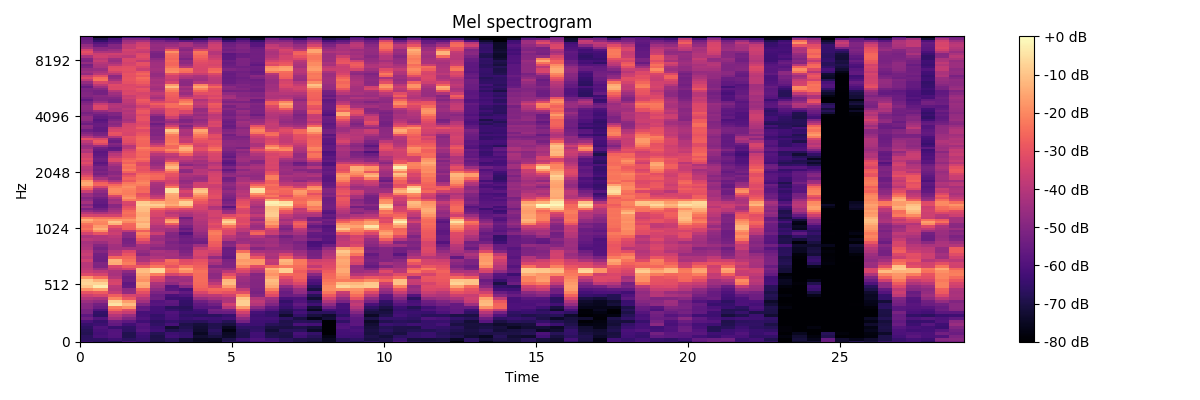 Mel spectrogram
Hz
8192
4096
2048
1024
512
0
0 5 10 15 20 25
Time
+0 dB
-10 dB
-20 dB
-30 dB
-40 dB
-50 dB
-60 dB
-70 dB
-80 dB